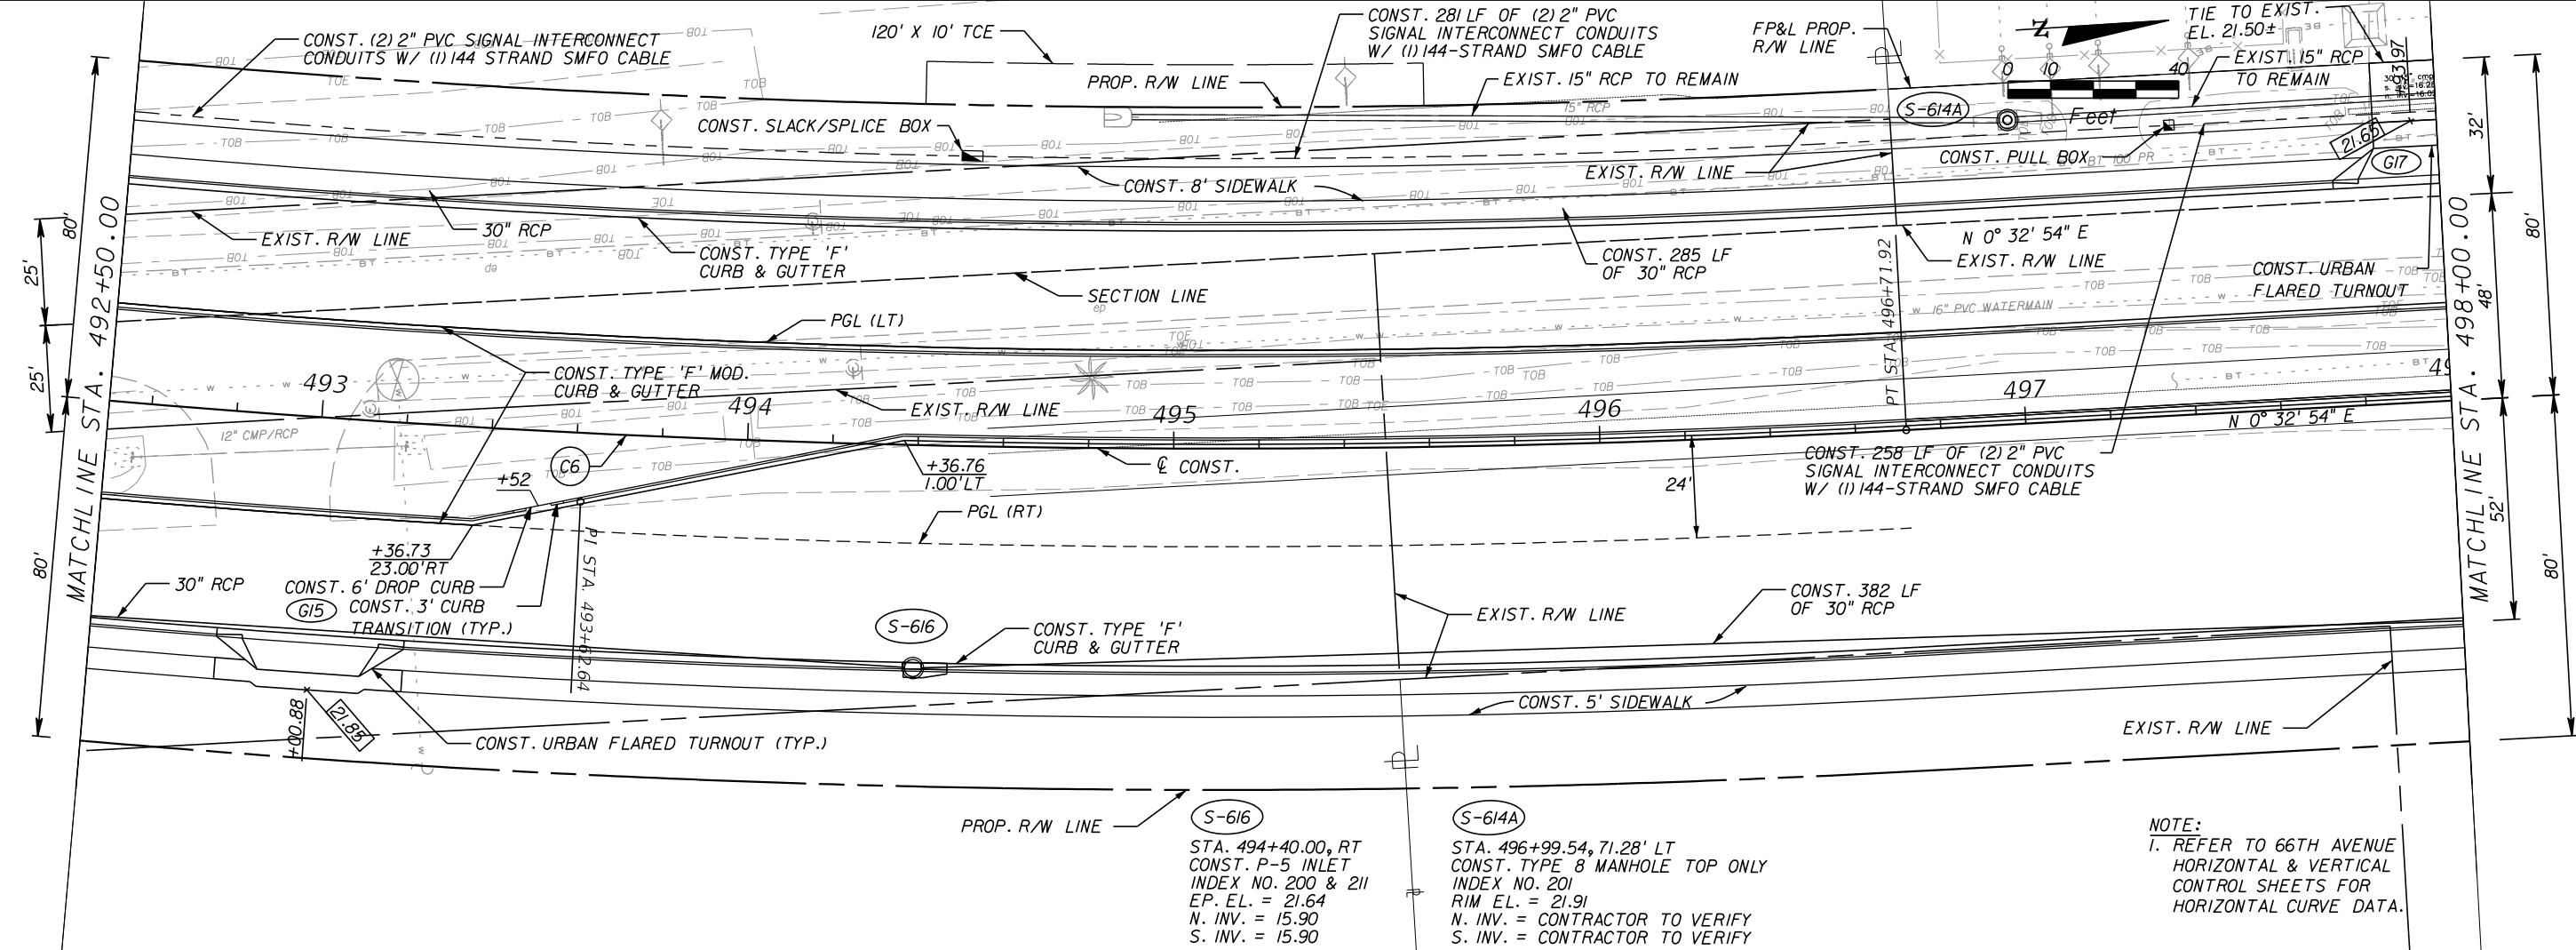 CONST. (2) 2" PVC SIGNAL INTERCONNECT
CONDUITS W/ (1) 144 STRAND SMFO CABLE
120' X 10' TCE
CONST. 281 LF OF (2) 2" PVC
SIGNAL INTERCONNECT CONDUITS
W/ (1) 144-STRAND SMFO CABLE
FP&L PROP.
R/W LINE
Z
0 10 40
Feet
TIE TO EXIST.
EL. 21.50±
EXIST. 15" RCP
TO REMAIN
PROP. R/W LINE
EXIST. 15" RCP TO REMAIN
15" RCP
S-614A
CONST. SLACK/SPLICE BOX
CONST. PULL BOX
BT 100 PR
21.65
G17
EXIST. R/W LINE
CONST. 8' SIDEWALK
EXIST. R/W LINE
30" RCP
CONST. TYPE 'F'
CURB & GUTTER
CONST. 285 LF
OF 30" RCP
N 0° 32' 54" E
EXIST. R/W LINE
CONST. URBAN
FLARED TURNOUT
SECTION LINE
PGL (LT)
16" PVC WATERMAIN
80'
25'
25'
80'
MATCHLINE STA. 492+50.00
MATCHLINE STA. 498+00.00
32'
48'
52'
80'
80'
CONST. TYPE 'F' MOD.
CURB & GUTTER
EXIST. R/W LINE
493
494
495
496
497
PT STA. 496+71.92
N 0° 32' 54" E
12" CMP/RCP
C6
+52
+36.76
1.00' LT
℄ CONST.
24'
CONST. 258 LF OF (2) 2" PVC
SIGNAL INTERCONNECT CONDUITS
W/ (1) 144-STRAND SMFO CABLE
PGL (RT)
+36.73
23.00' RT
CONST. 6' DROP CURB
G15
CONST. 3' CURB
TRANSITION (TYP.)
PI STA. 493+62.64
30" RCP
S-616
CONST. TYPE 'F'
CURB & GUTTER
EXIST. R/W LINE
CONST. 382 LF
OF 30" RCP
+00.88
21.85
CONST. URBAN FLARED TURNOUT (TYP.)
CONST. 5' SIDEWALK
EXIST. R/W LINE
PROP. R/W LINE
S-616
STA. 494+40.00, RT
CONST. P-5 INLET
INDEX NO. 200 & 211
EP. EL. = 21.64
N. INV. = 15.90
S. INV. = 15.90
S-614A
STA. 496+99.54, 71.28' LT
CONST. TYPE 8 MANHOLE TOP ONLY
INDEX NO. 201
RIM EL. = 21.91
N. INV. = CONTRACTOR TO VERIFY
S. INV. = CONTRACTOR TO VERIFY
NOTE:
1. REFER TO 66TH AVENUE
HORIZONTAL & VERTICAL
CONTROL SHEETS FOR
HORIZONTAL CURVE DATA.